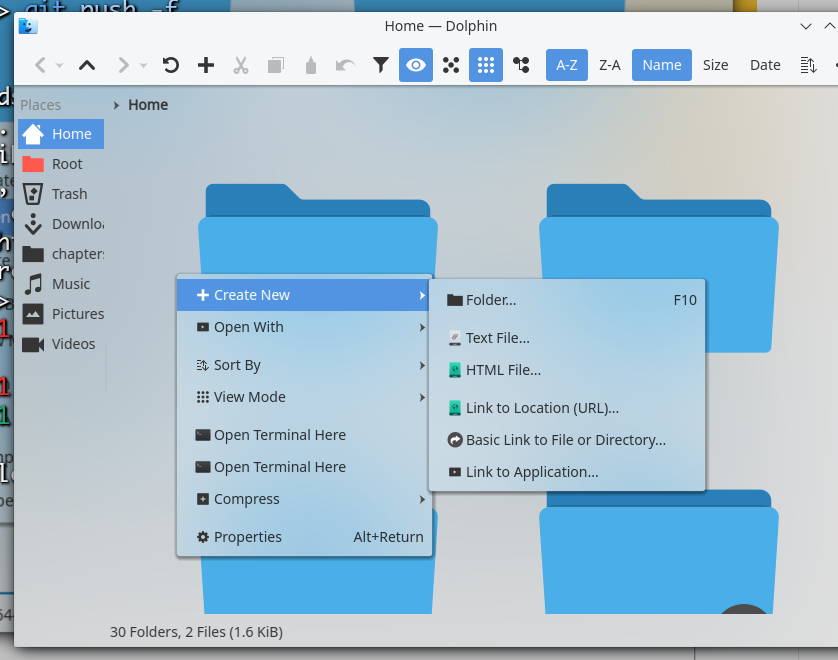 > git push -f
Home — Dolphin
A-Z
Z-A
Name
Size
Date
Places
Home
Home
Root
Trash
Downlo
chapters
Music
Pictures
Videos
Create New
Open With
Sort By
View Mode
Open Terminal Here
Open Terminal Here
Compress
Properties Alt+Return
Folder... F10
Text File...
HTML File...
Link to Location (URL)...
Basic Link to File or Directory...
Link to Application...
30 Folders, 2 Files (1.6 KiB)